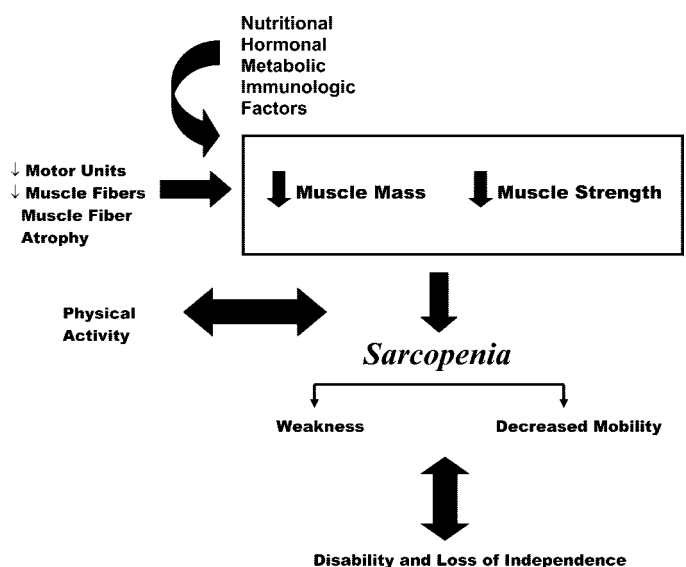 Nutritional
Hormonal
Metabolic
Immunologic
Factors
↓ Motor Units
↓ Muscle Fibers
Muscle Fiber
Atrophy
Muscle Mass
Muscle Strength
Physical
Activity
Sarcopenia
Weakness
Decreased Mobility
Disability and Loss of Independence